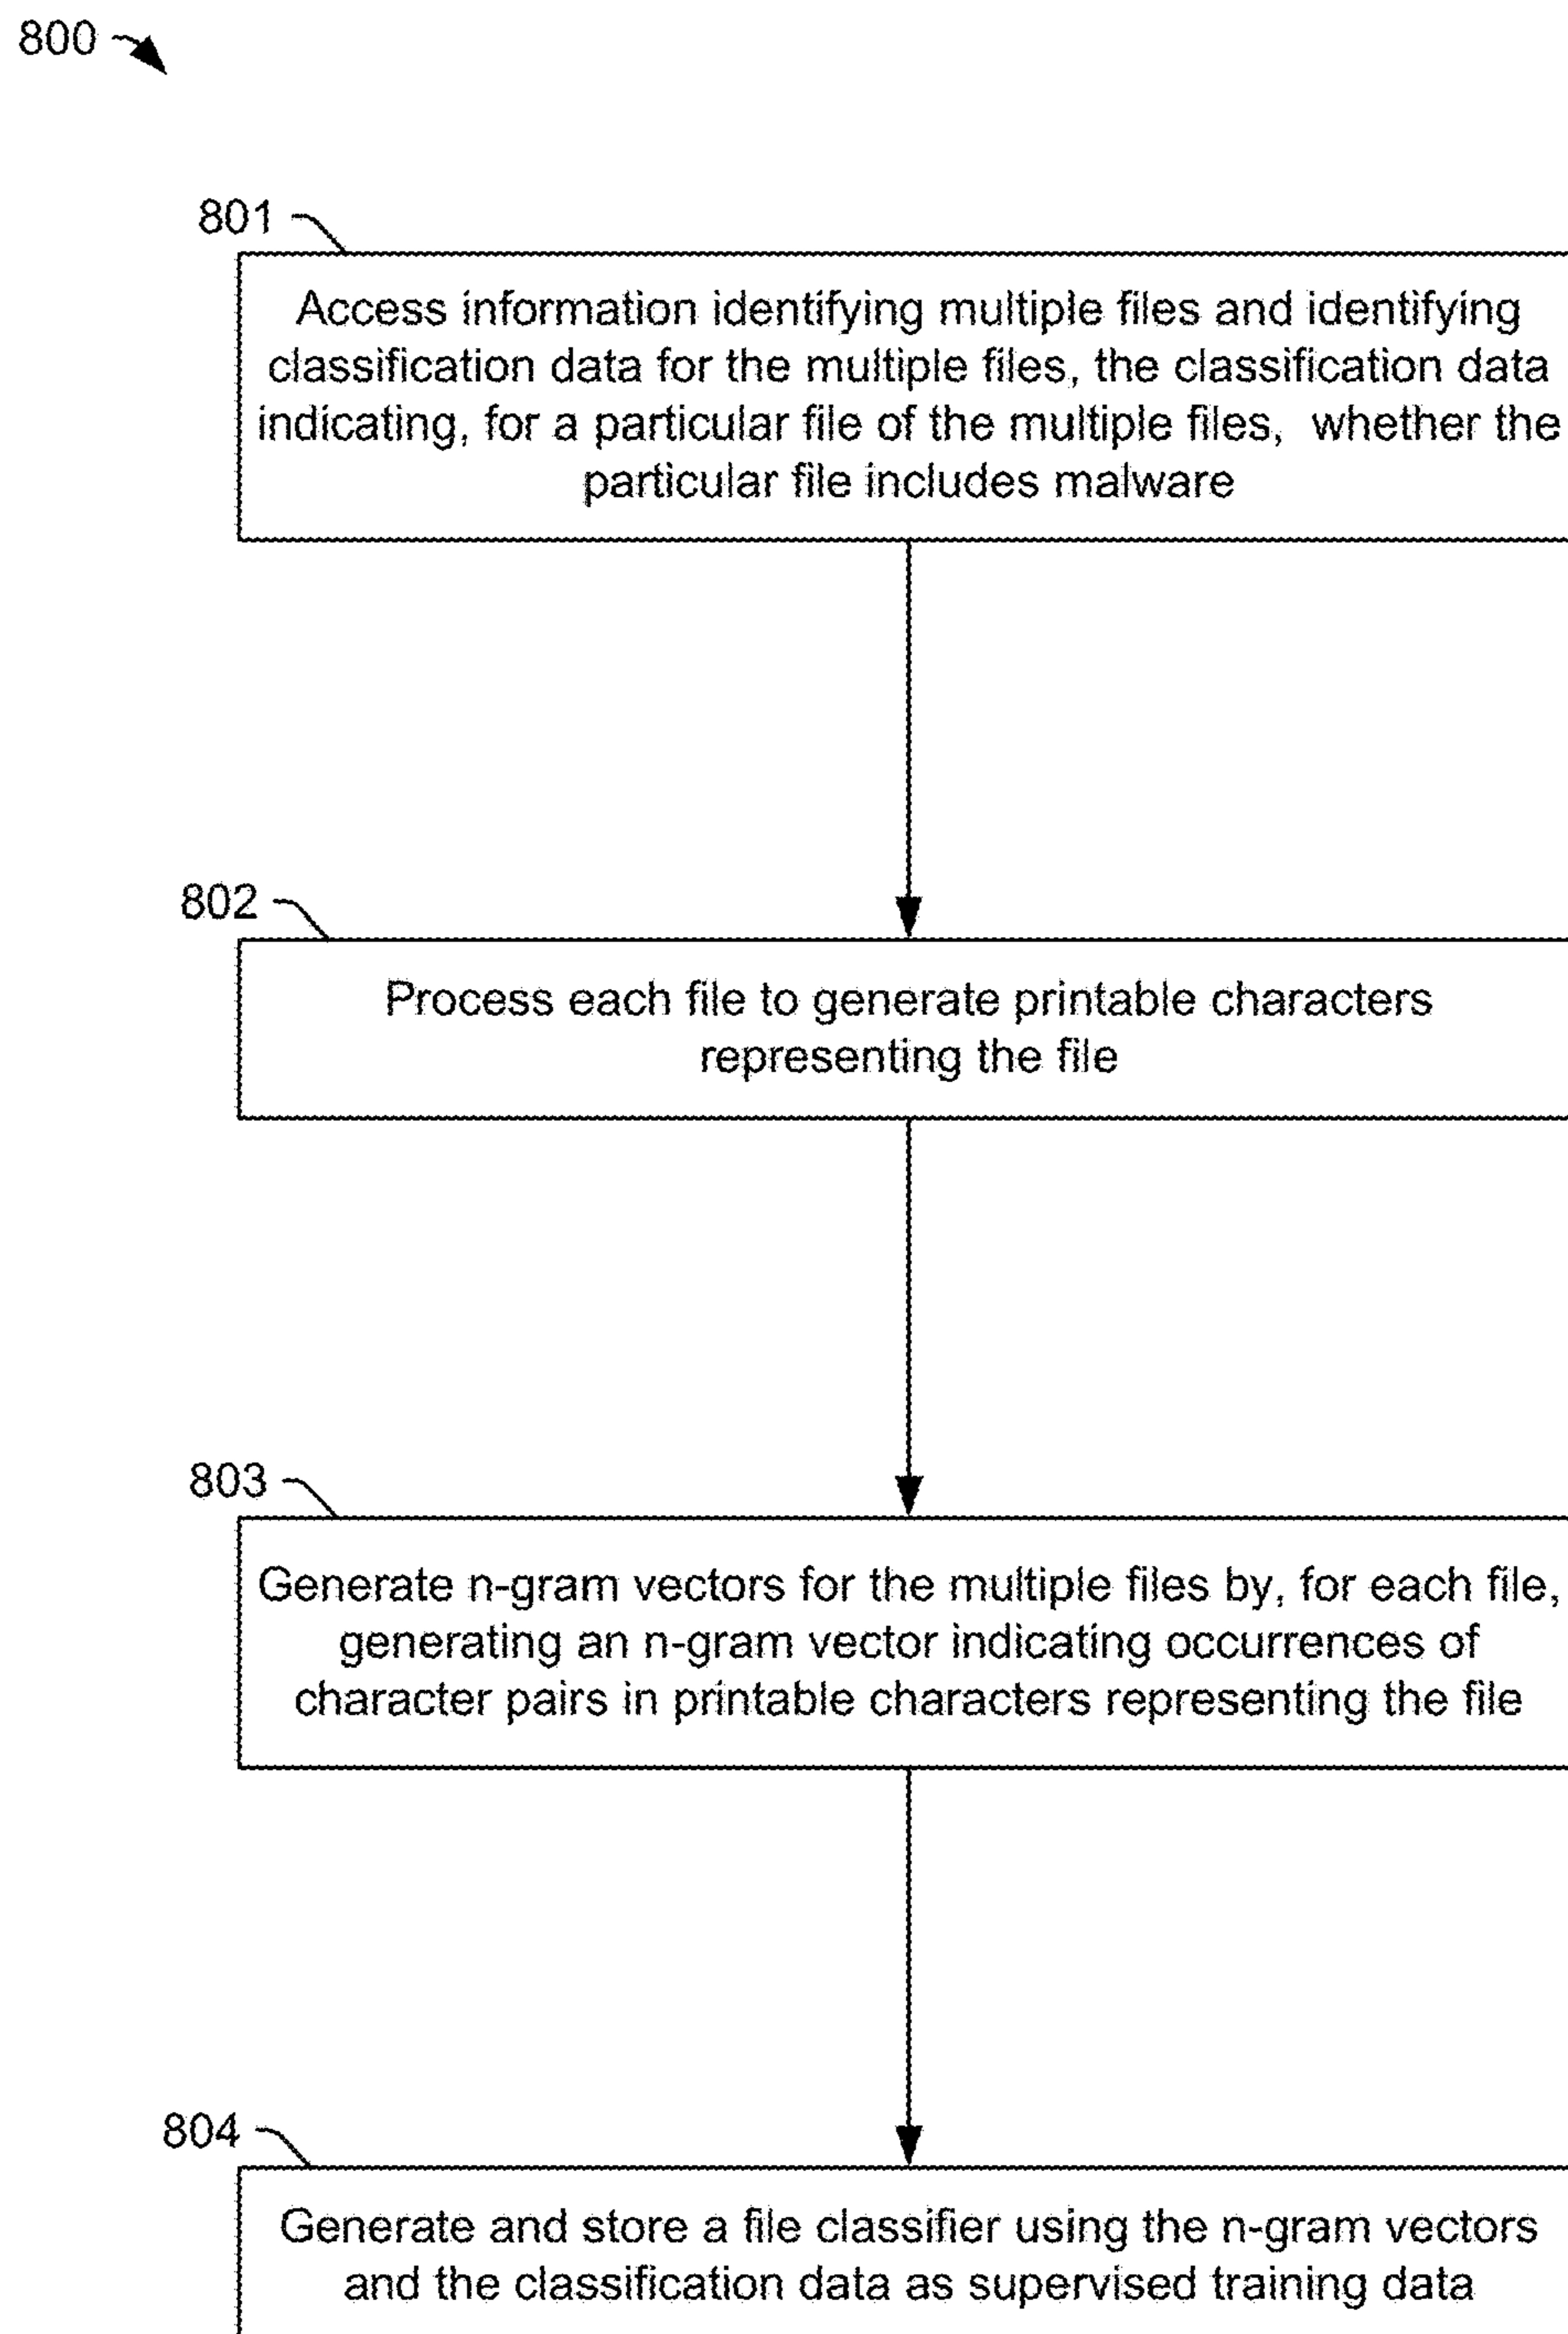 800
801
Access information identifying multiple files and identifying
classification data for the multiple files, the classification data
indicating, for a particular file of the multiple files, whether the
particular file includes malware
802
Process each file to generate printable characters
representing the file
803
Generate n-gram vectors for the multiple files by, for each file,
generating an n-gram vector indicating occurrences of
character pairs in printable characters representing the file
804
Generate and store a file classifier using the n-gram vectors
and the classification data as supervised training data